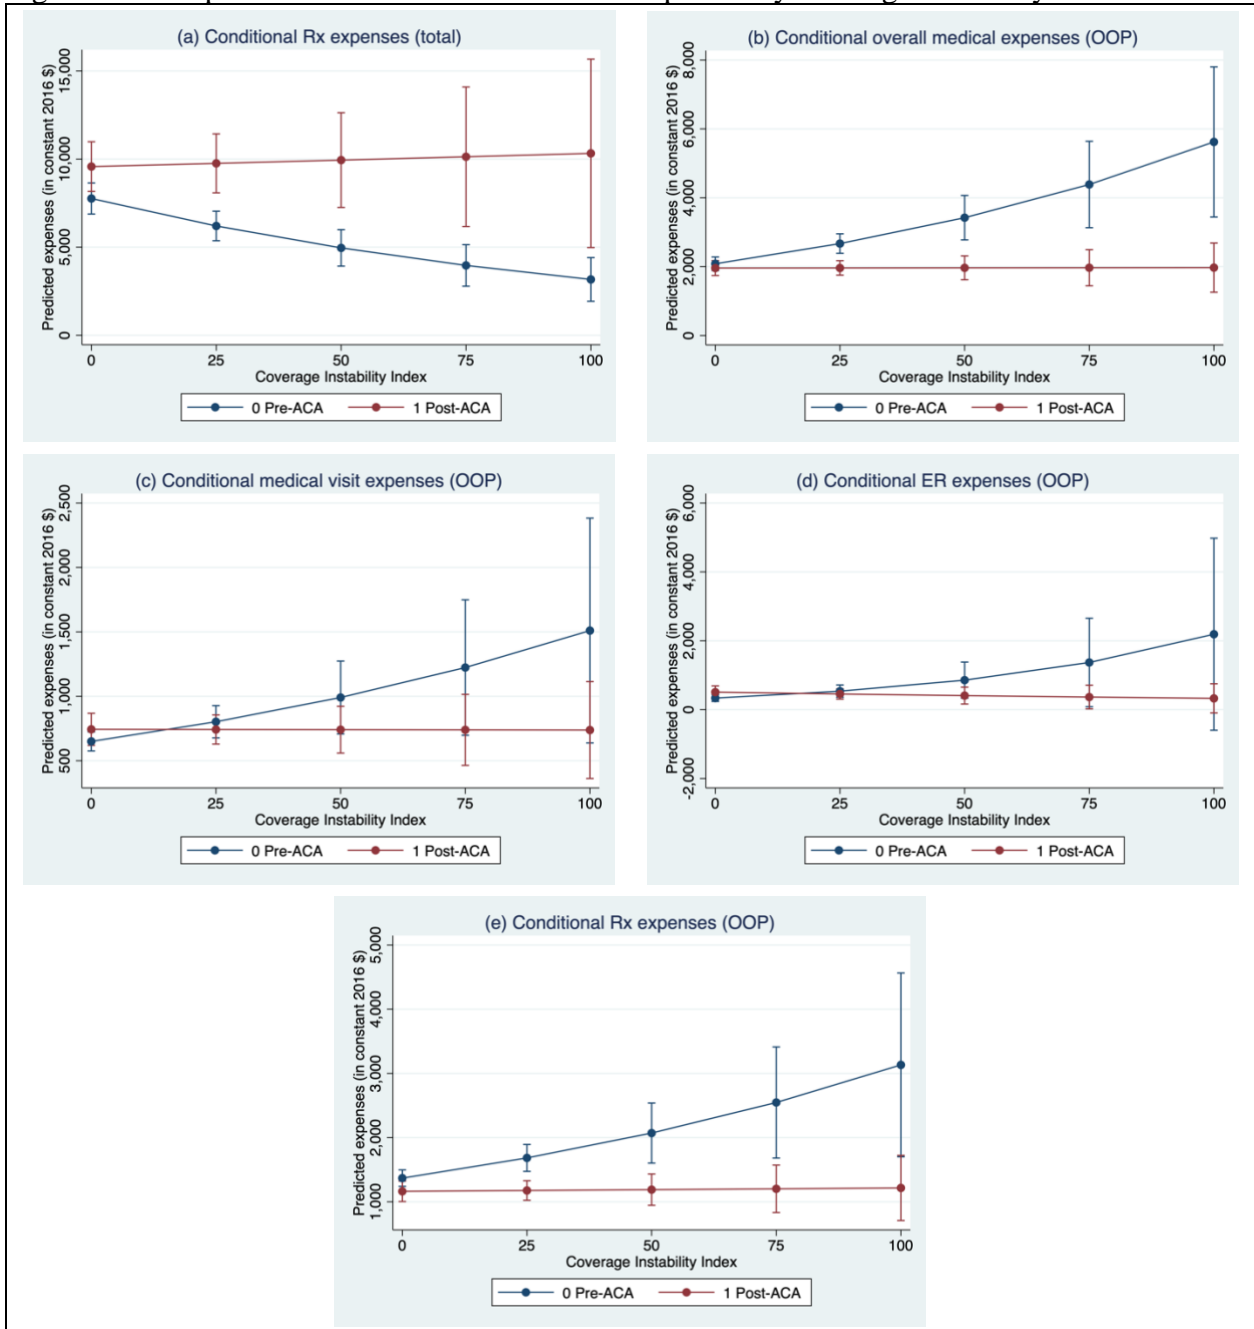 (a) Conditional Rx expenses (total)
Predicted expenses (in constant 2016 $)
15,000
10,000
5,000
0
0 25 50 75 100
Coverage Instability Index
0 Pre-ACA 1 Post-ACA
(b) Conditional overall medical expenses (OOP)
Predicted expenses (in constant 2016 $)
8,000
6,000
4,000
2,000
0
0 25 50 75 100
Coverage Instability Index
0 Pre-ACA 1 Post-ACA
(c) Conditional medical visit expenses (OOP)
Predicted expenses (in constant 2016 $)
2,500
2,000
1,500
1,000
500
0 25 50 75 100
Coverage Instability Index
0 Pre-ACA 1 Post-ACA
(d) Conditional ER expenses (OOP)
Predicted expenses (in constant 2016 $)
6,000
4,000
2,000
0
-2,000
0 25 50 75 100
Coverage Instability Index
0 Pre-ACA 1 Post-ACA
(e) Conditional Rx expenses (OOP)
Predicted expenses (in constant 2016 $)
5,000
4,000
3,000
2,000
1,000
0 25 50 75 100
Coverage Instability Index
0 Pre-ACA 1 Post-ACA